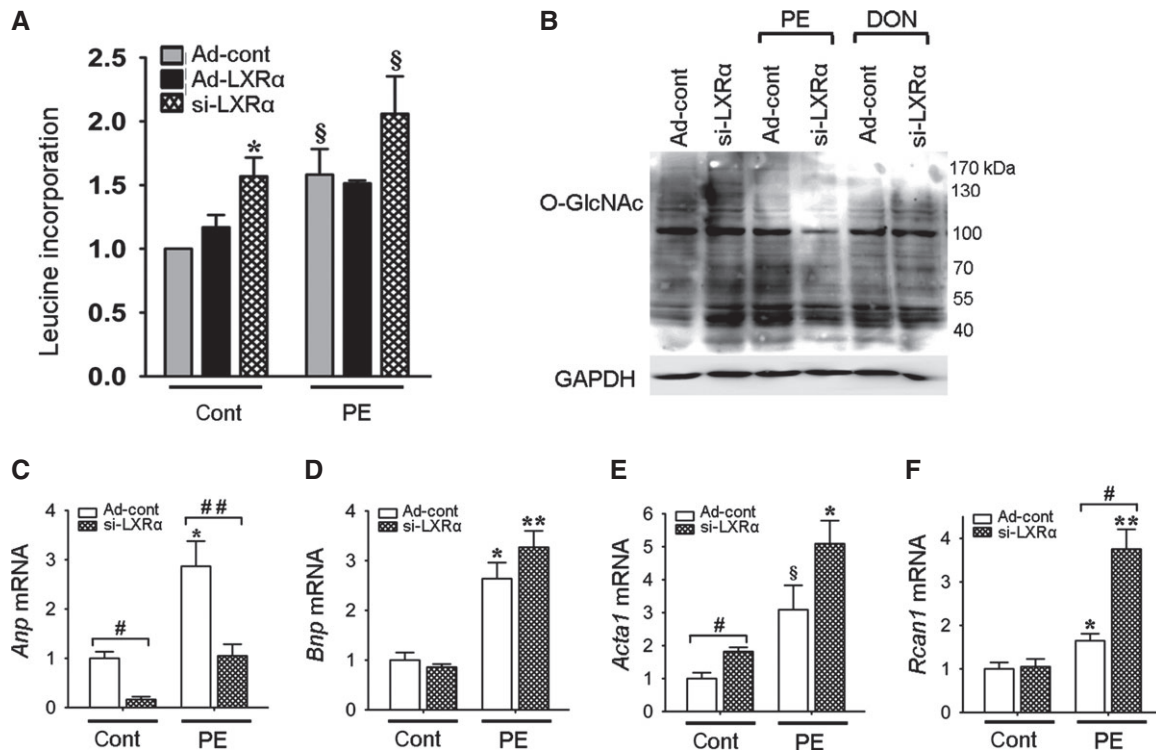 A
Leucine incorporation
2.5
2.0
1.5
1.0
0.5
0.0
Ad-cont
Ad-LXRα
si-LXRα
*
§
§
Cont
PE
B
PE
DON
Ad-cont
si-LXRα
Ad-cont
si-LXRα
Ad-cont
si-LXRα
O-GlcNAc
170 kDa
130
100
70
55
40
GAPDH
C
Anp mRNA
4
3
2
1
0
Ad-cont
si-LXRα
#
*
# #
Cont
PE
D
Bnp mRNA
4
3
2
1
0
Ad-cont
si-LXRα
*
**
Cont
PE
E
Acta1 mRNA
6
5
4
3
2
1
0
Ad-cont
si-LXRα
#
§
*
Cont
PE
F
Rcan1 mRNA
4
3
2
1
0
Ad-cont
si-LXRα
*
#
**
Cont
PE